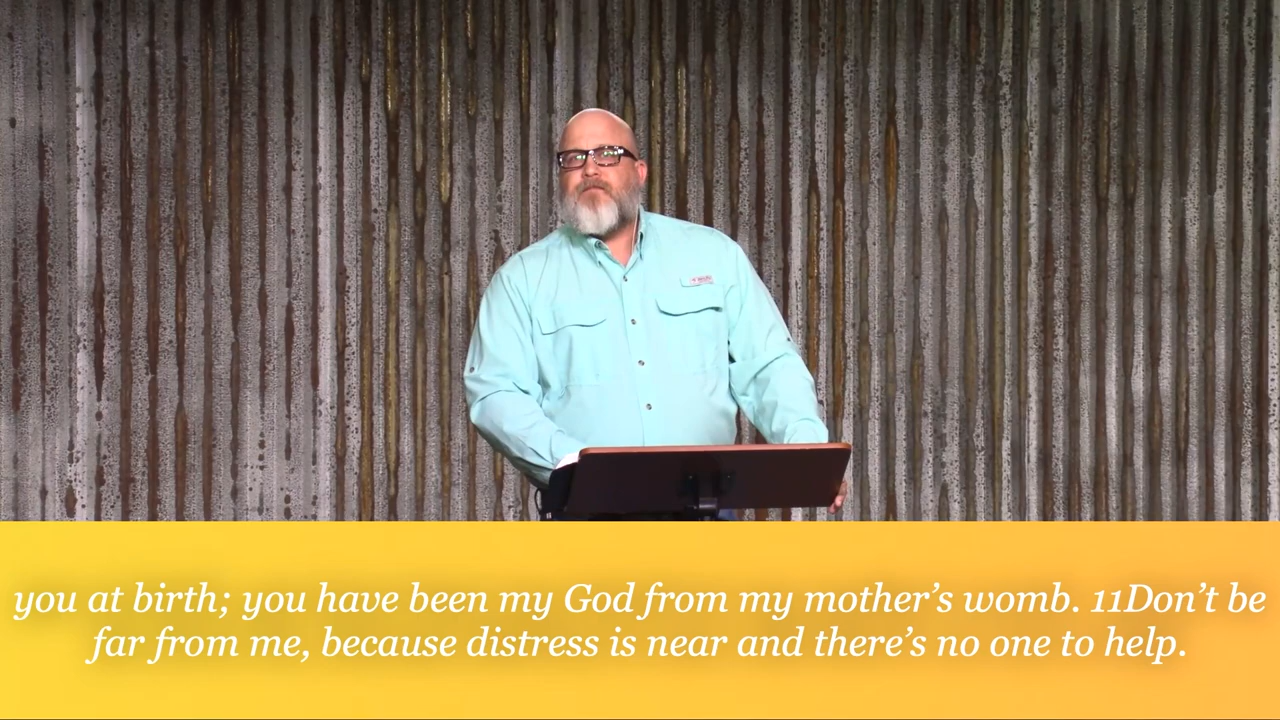 you at birth; you have been my God from my mother’s womb. 11Don’t be
far from me, because distress is near and there’s no one to help.